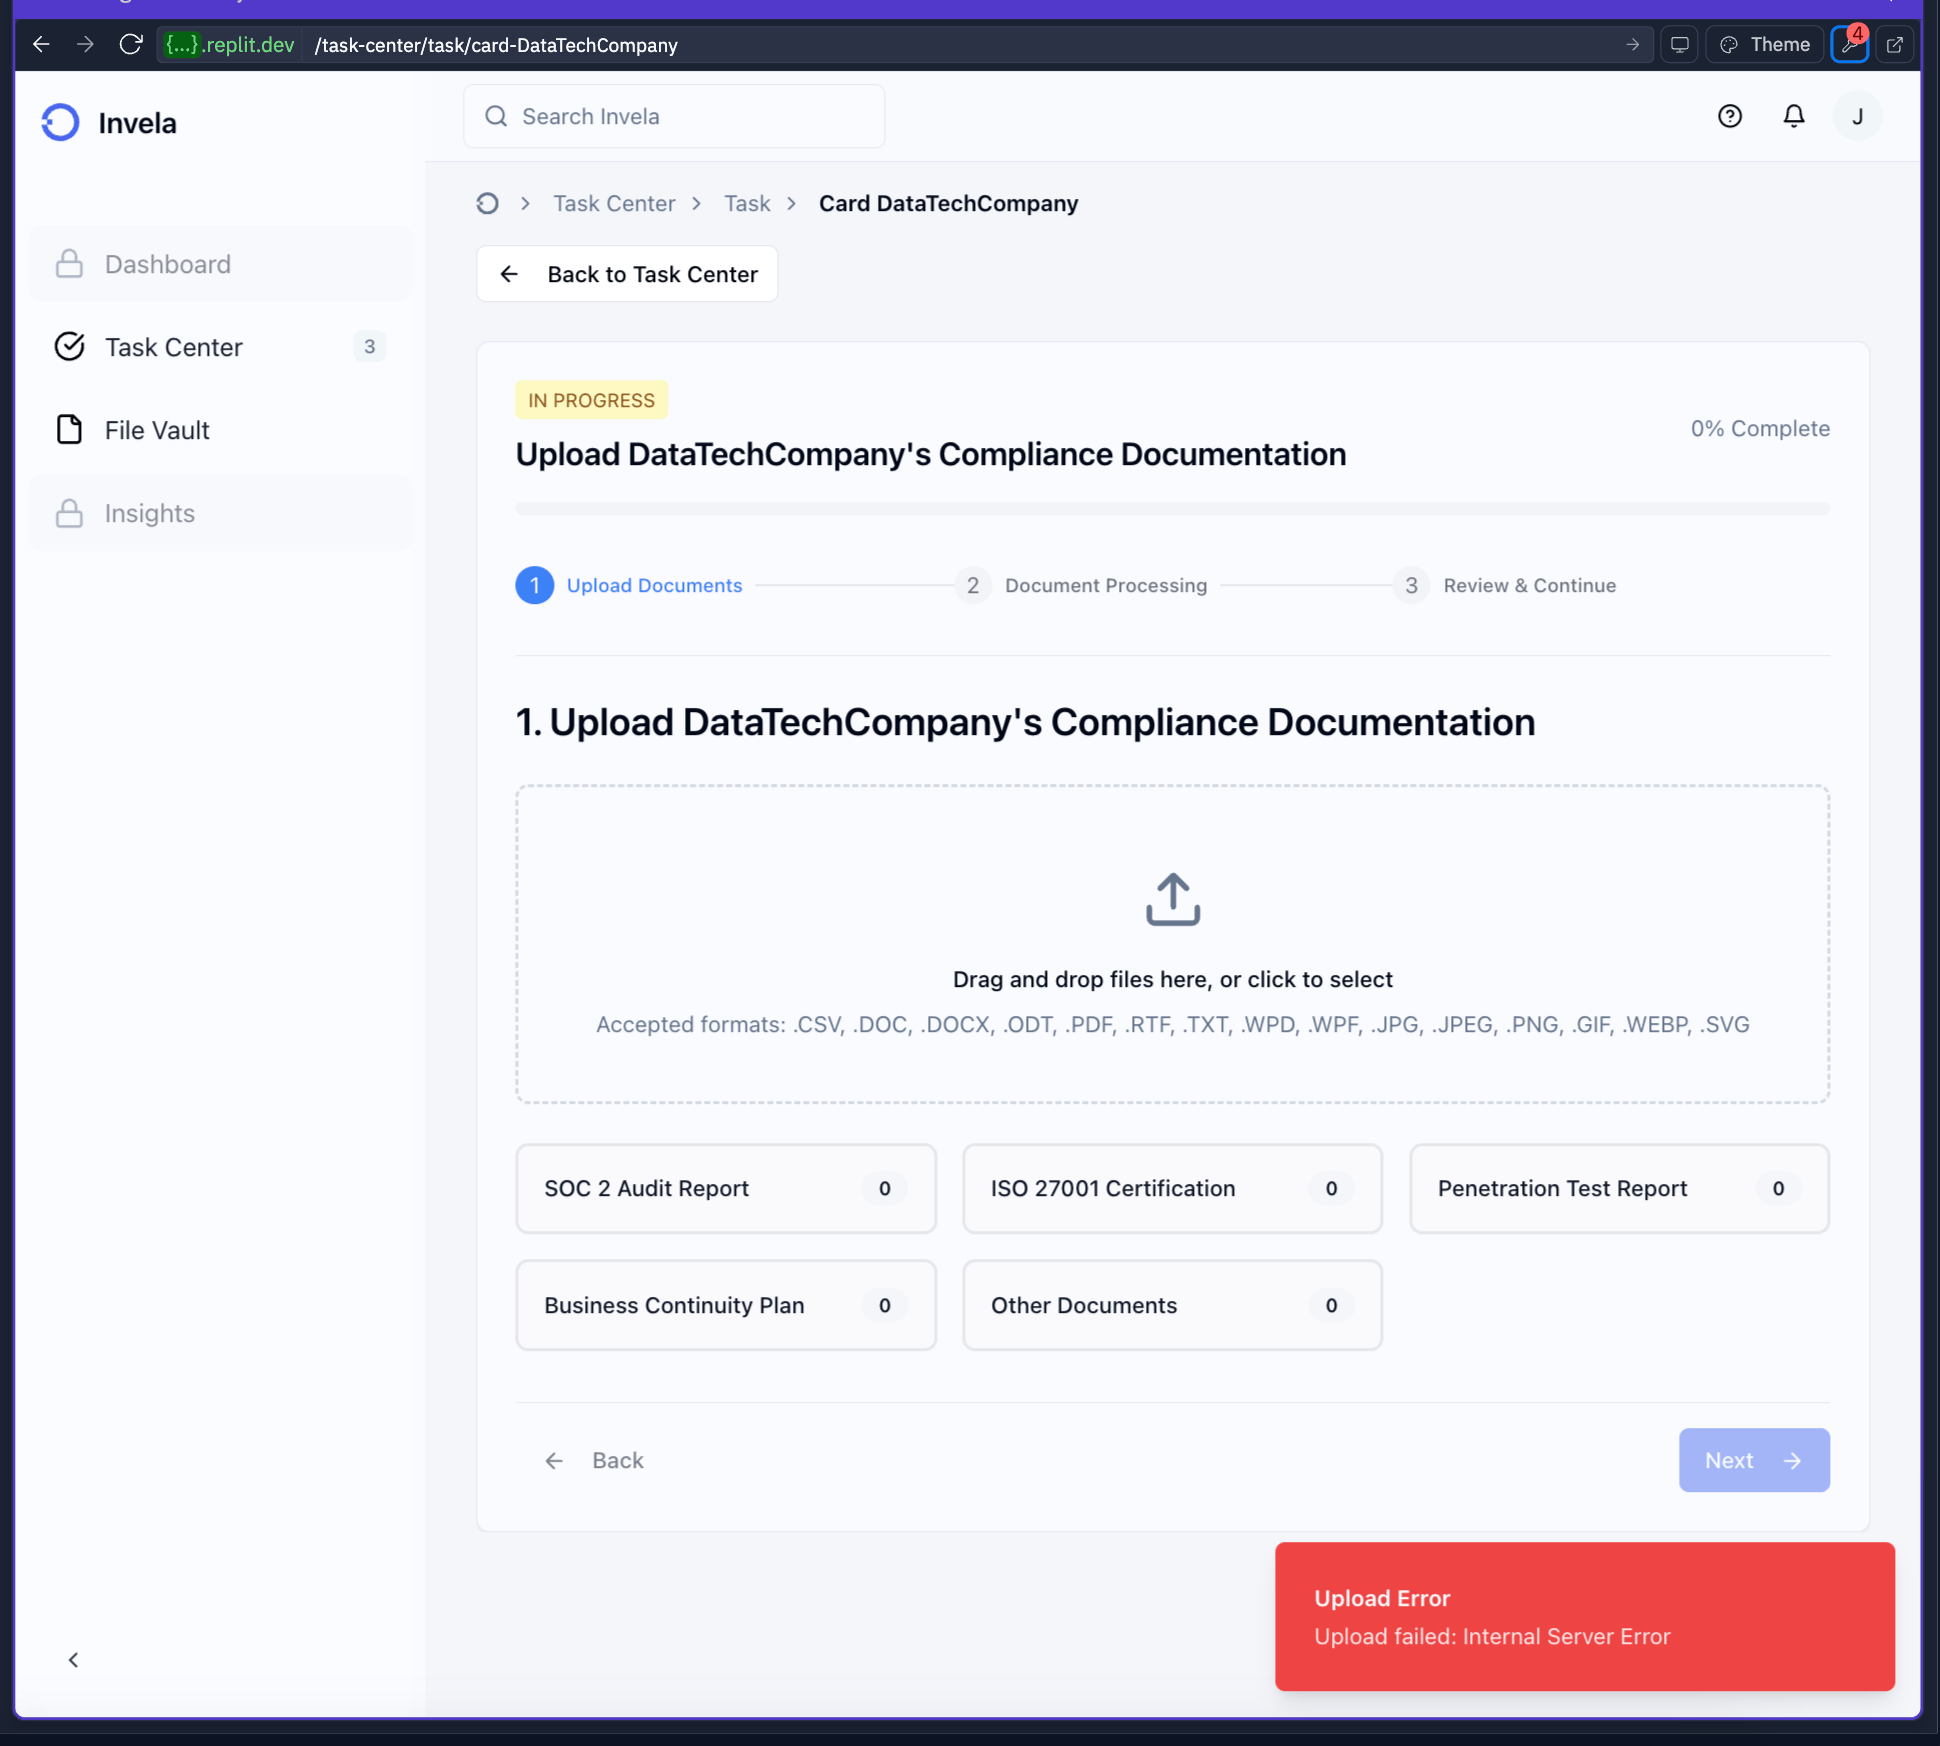 {...}.replit.dev /task-center/task/card-DataTechCompany
Theme
4
Invela
Search Invela
J
Dashboard
Task Center 3
File Vault
Insights
Task Center > Task > Card DataTechCompany
Back to Task Center
IN PROGRESS
0% Complete
Upload DataTechCompany's Compliance Documentation
1 Upload Documents
2 Document Processing
3 Review & Continue
1. Upload DataTechCompany's Compliance Documentation
Drag and drop files here, or click to select
Accepted formats: .CSV, .DOC, .DOCX, .ODT, .PDF, .RTF, .TXT, .WPD, .WPF, .JPG, .JPEG, .PNG, .GIF, .WEBP, .SVG
SOC 2 Audit Report 0
ISO 27001 Certification 0
Penetration Test Report 0
Business Continuity Plan 0
Other Documents 0
Back
Next
Upload Error
Upload failed: Internal Server Error